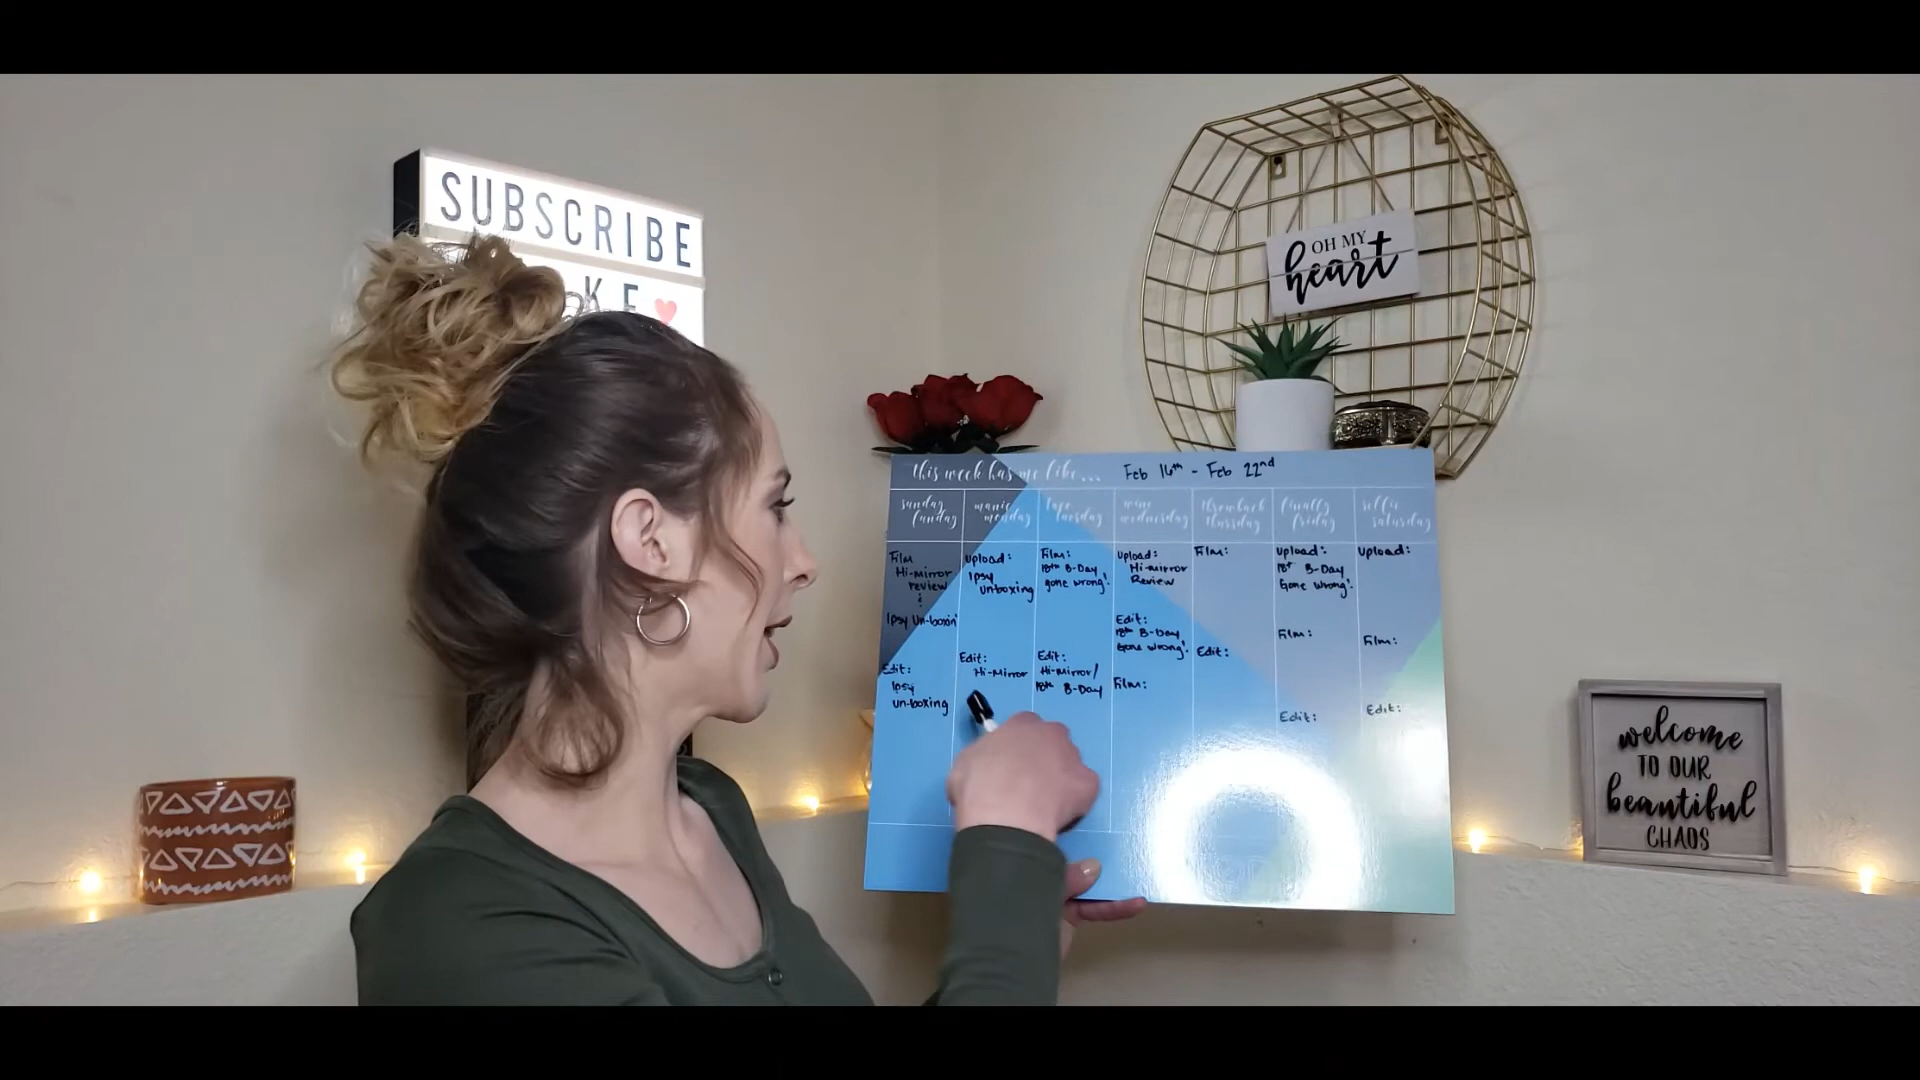 SUBSCRIBE
KE
OH MY
heart
this week has me like...
Feb 16th - Feb 22nd
sunday
funday
manic
monday
tuesday
wine
wednesday
throwback
thursday
finally
friday
selfie
saturday
Film
Hi-mirror
review
&
Ipsy Un-boxin'
Edit:
Ipsy
un-boxing
upload:
Ipsy
unboxing
Edit:
Hi-Mirror
Film:
18th B-Day
gone wrong!
Edit:
Hi-Mirror/
18th B-Day
upload:
Hi-mirror
Review
Edit:
18th B-Day
Gone wrong!
Film:
Film:
Edit:
upload:
18th B-Day
Gone wrong!
Film:
Edit:
upload:
Film:
Edit:
welcome
TO OUR
beautiful
CHAOS